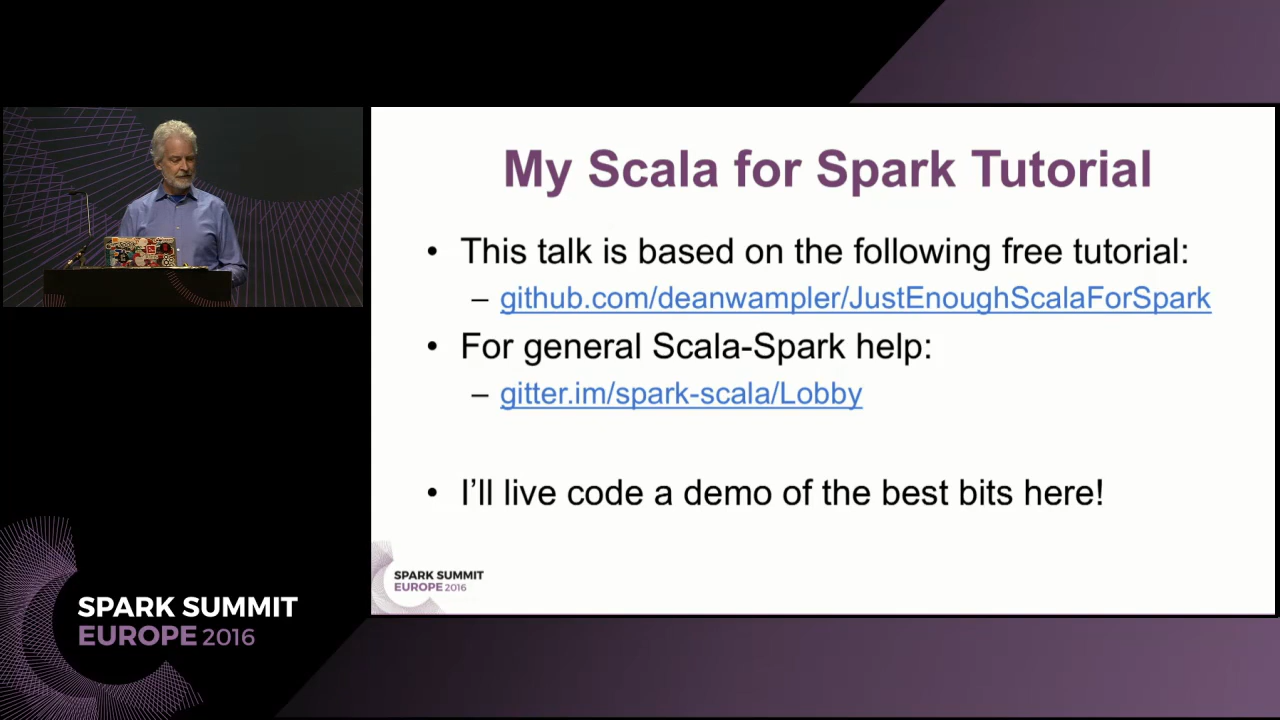 My Scala for Spark Tutorial
• This talk is based on the following free tutorial:
– github.com/deanwampler/JustEnoughScalaForSpark
• For general Scala-Spark help:
– gitter.im/spark-scala/Lobby
• I’ll live code a demo of the best bits here!
SPARK SUMMIT
EUROPE 2016
SPARK SUMMIT
EUROPE 2016